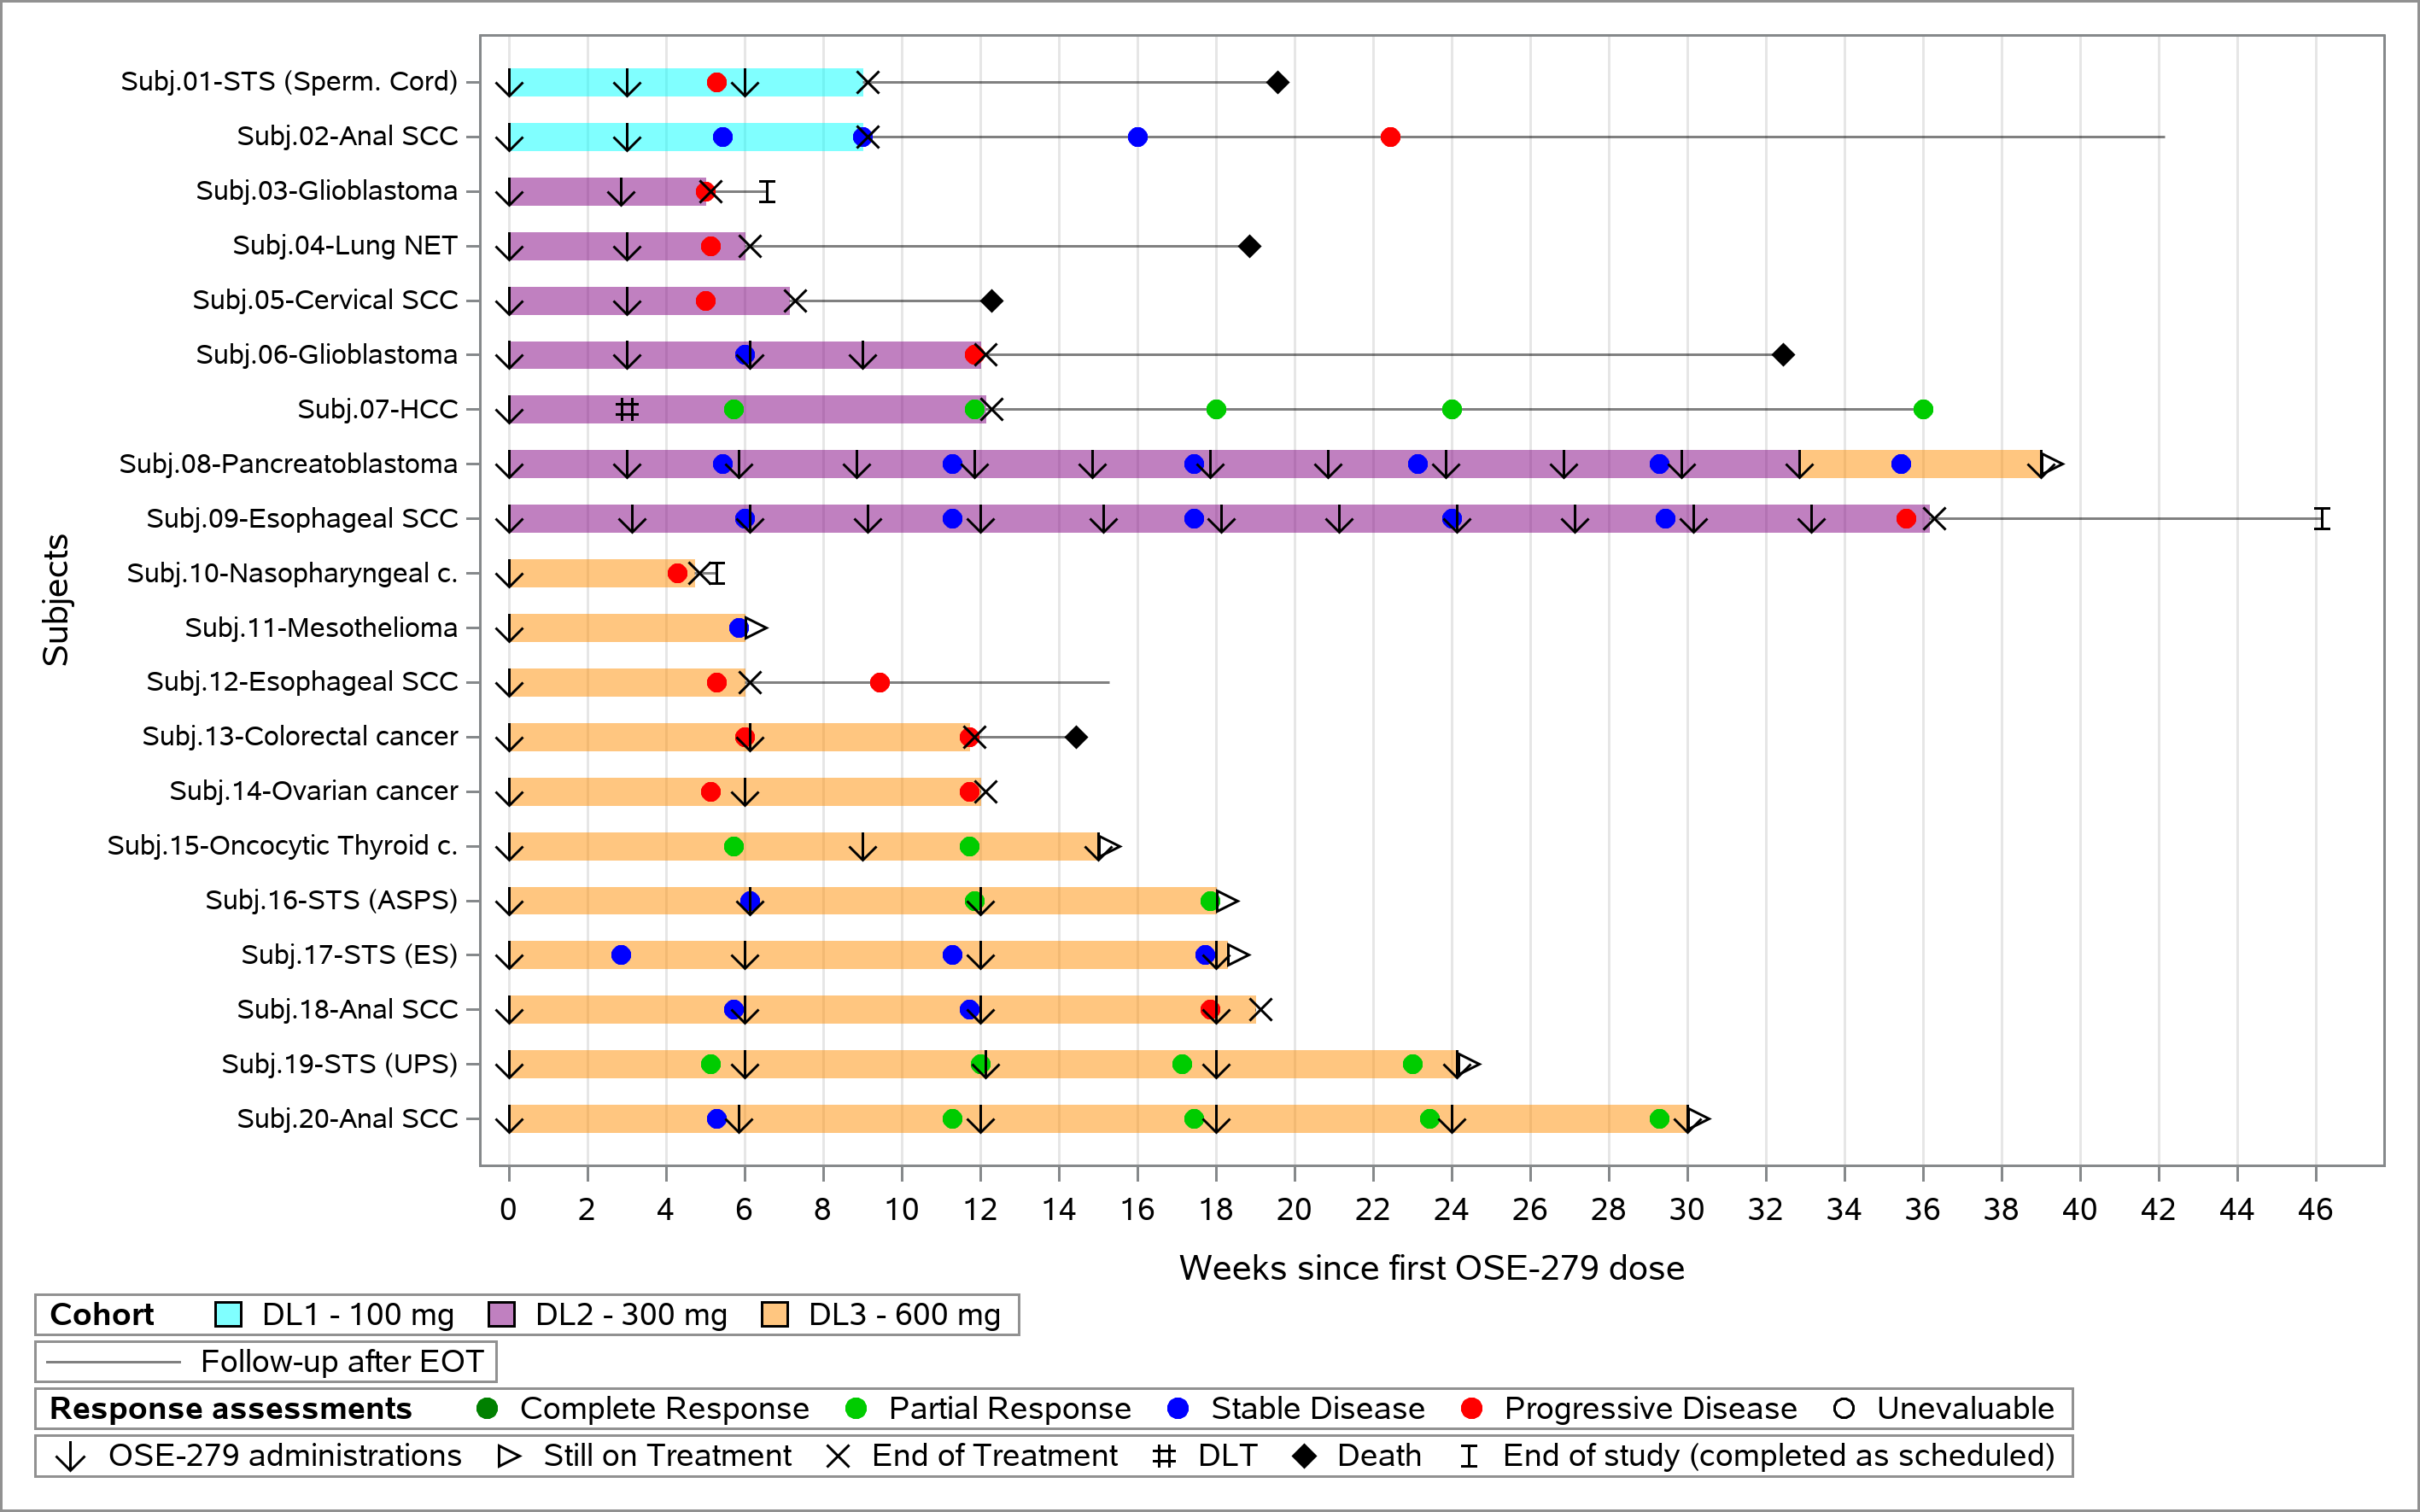 Subjects
Subj.01-STS (Sperm. Cord)
Subj.02-Anal SCC
Subj.03-Glioblastoma
Subj.04-Lung NET
Subj.05-Cervical SCC
Subj.06-Glioblastoma
Subj.07-HCC
Subj.08-Pancreatoblastoma
Subj.09-Esophageal SCC
Subj.10-Nasopharyngeal c.
Subj.11-Mesothelioma
Subj.12-Esophageal SCC
Subj.13-Colorectal cancer
Subj.14-Ovarian cancer
Subj.15-Oncocytic Thyroid c.
Subj.16-STS (ASPS)
Subj.17-STS (ES)
Subj.18-Anal SCC
Subj.19-STS (UPS)
Subj.20-Anal SCC
0 2 4 6 8 10 12 14 16 18 20 22 24 26 28 30 32 34 36 38 40 42 44 46
Weeks since first OSE-279 dose
Cohort DL1 - 100 mg DL2 - 300 mg DL3 - 600 mg
Follow-up after EOT
Response assessments Complete Response Partial Response Stable Disease Progressive Disease Unevaluable
OSE-279 administrations Still on Treatment End of Treatment DLT Death End of study (completed as scheduled)